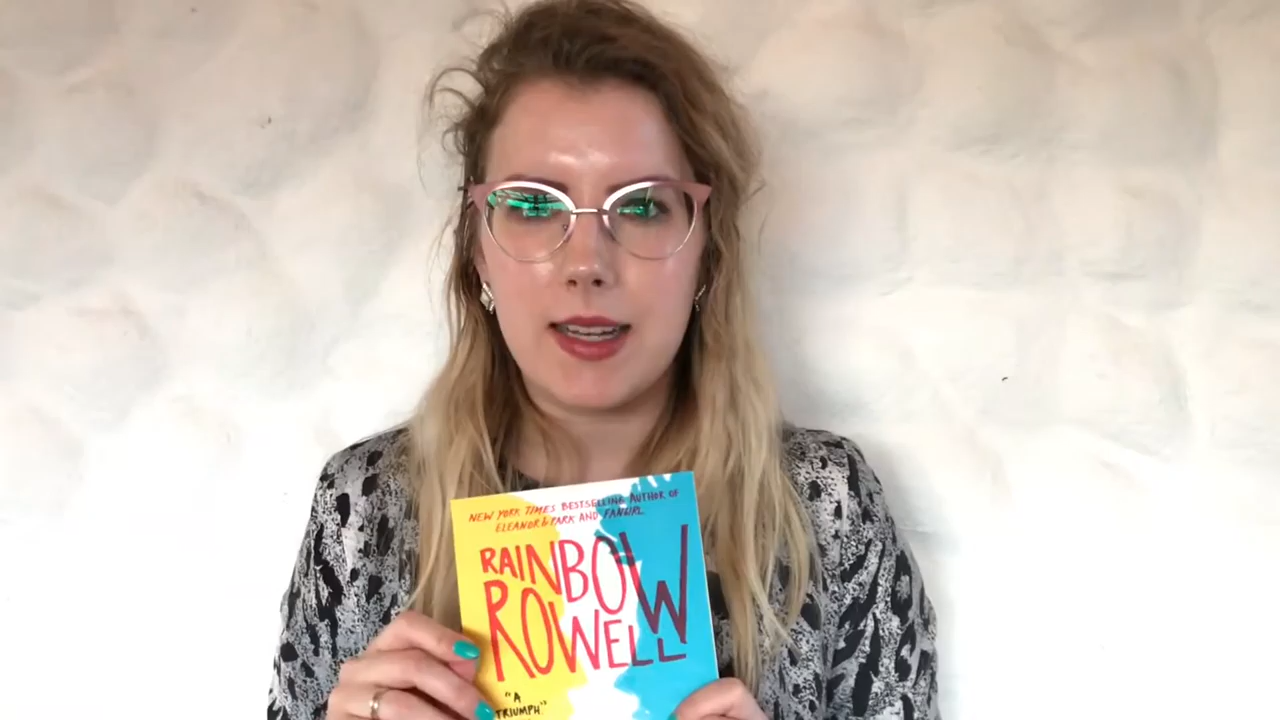 NEW YORK TIMES BESTSELLING AUTHOR OF
ELEANOR & PARK AND FANGIRL
RAINBOW
ROWELL
"A
TRIUMPH."